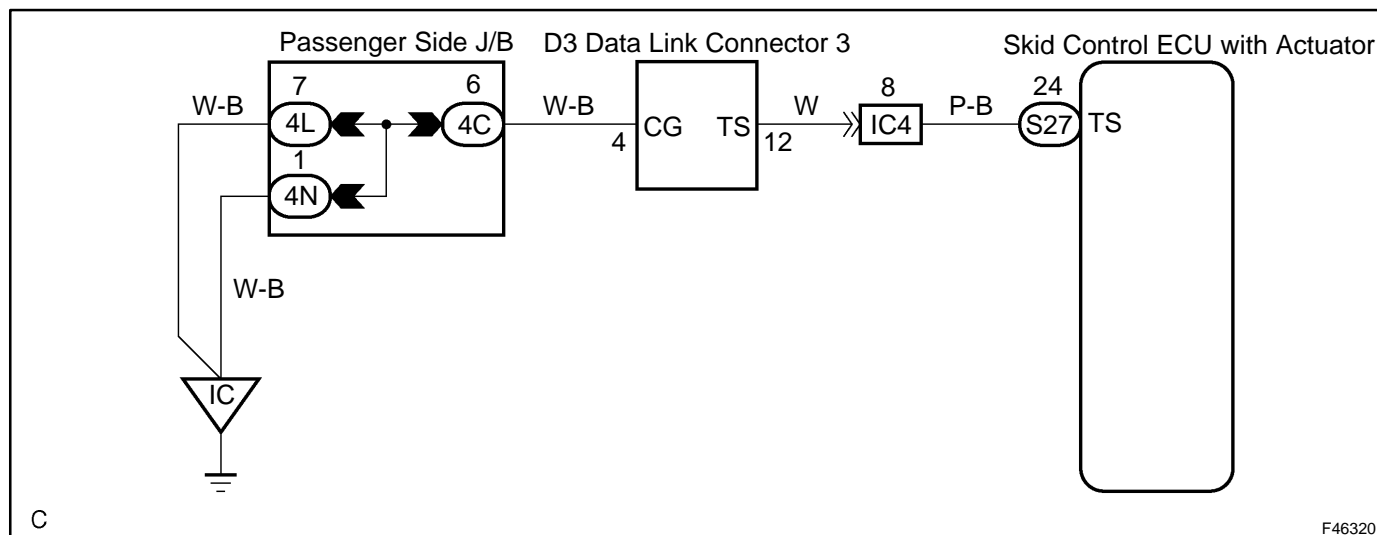 Passenger Side J/B
D3 Data Link Connector 3
Skid Control ECU with Actuator
7
6
8
24
W-B
4L
4C
W-B
CG
TS
W
IC4
P-B
S27
TS
4
12
1
4N
W-B
IC
C
F46320